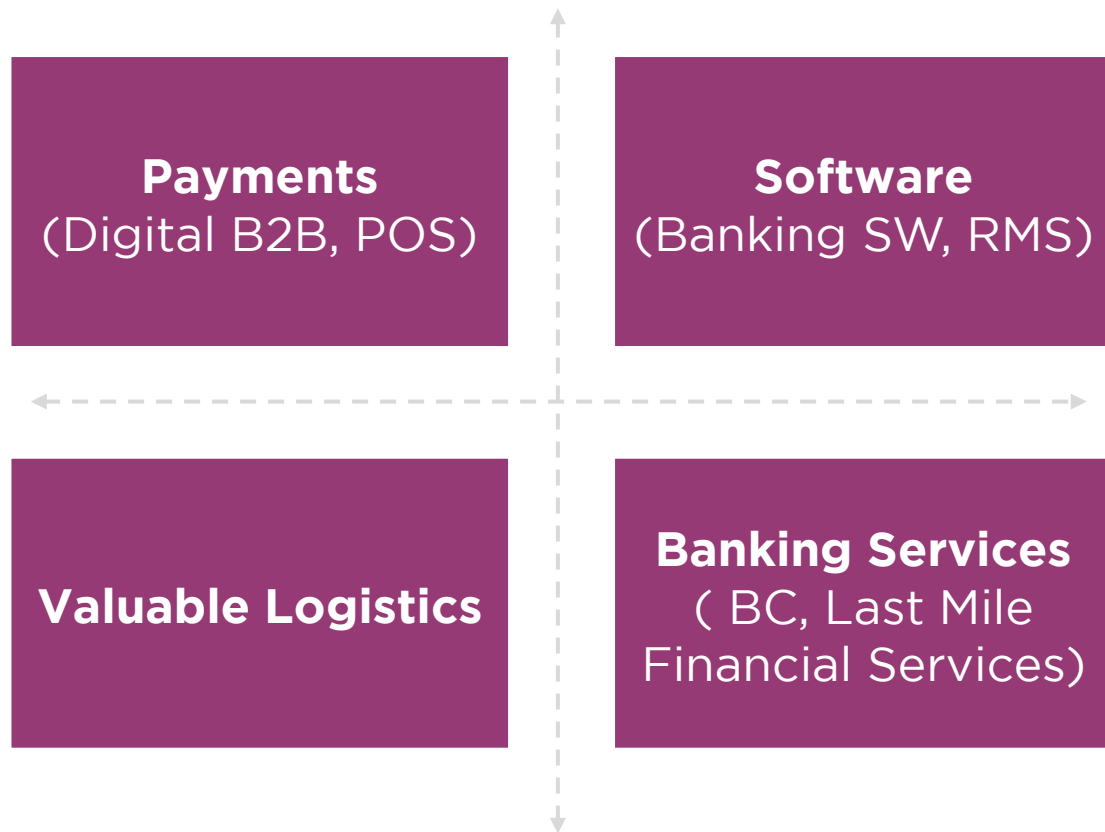 Payments
(Digital B2B, POS)
Software
(Banking SW, RMS)
Valuable Logistics
Banking Services
( BC, Last Mile
Financial Services)